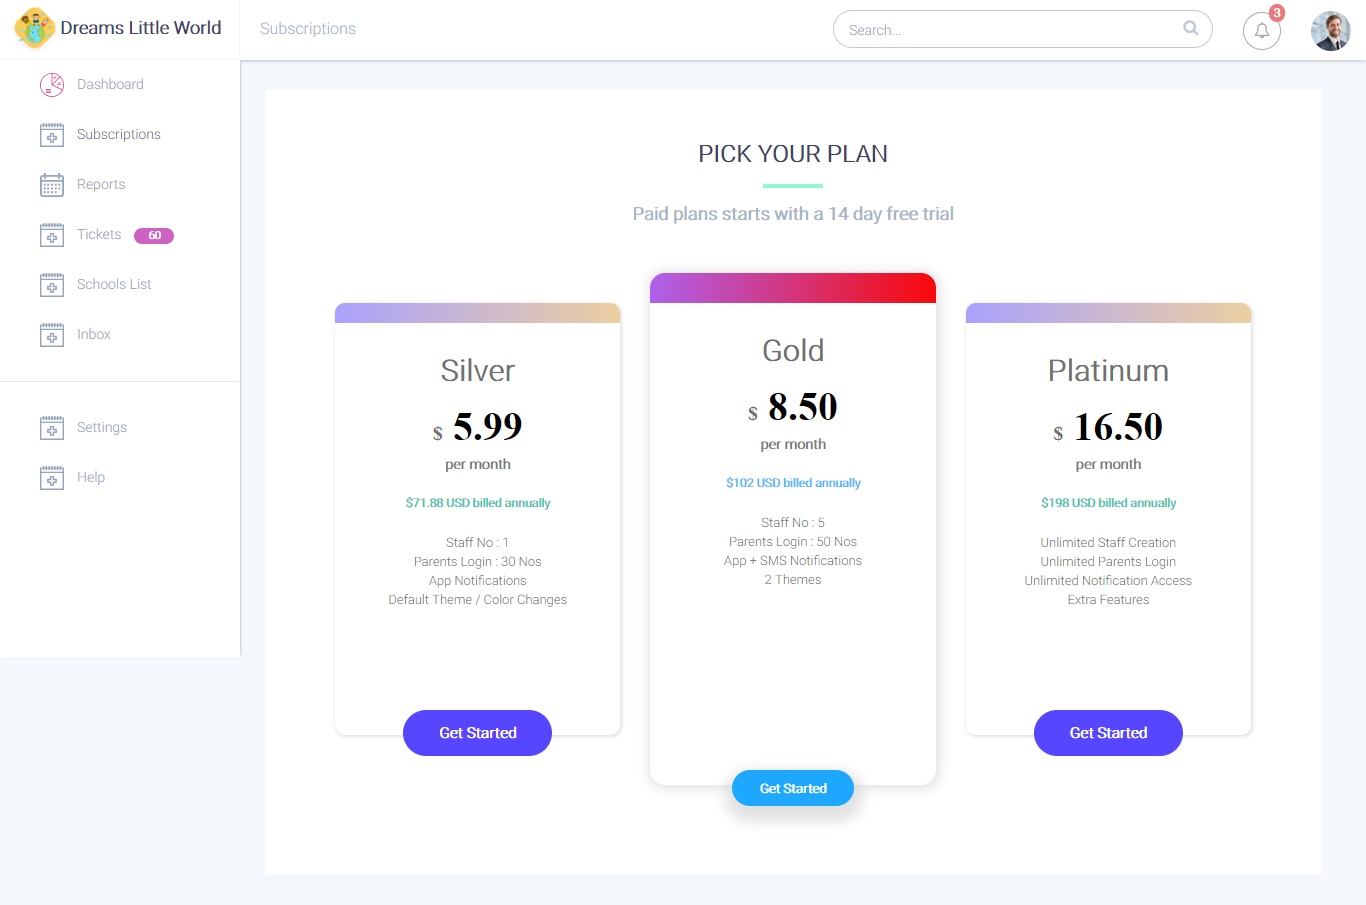 Dreams Little World
Subscriptions
Search...
3
Dashboard
Subscriptions
Reports
Tickets 60
Schools List
Inbox
Settings
Help
PICK YOUR PLAN
Paid plans starts with a 14 day free trial
Silver
$ 5.99
per month
$71.88 USD billed annually
Staff No : 1
Parents Login : 30 Nos
App Notifications
Default Theme / Color Changes
Get Started
Gold
$ 8.50
per month
$102 USD billed annually
Staff No : 5
Parents Login : 50 Nos
App + SMS Notifications
2 Themes
Get Started
Platinum
$ 16.50
per month
$198 USD billed annually
Unlimited Staff Creation
Unlimited Parents Login
Unlimited Notification Access
Extra Features
Get Started